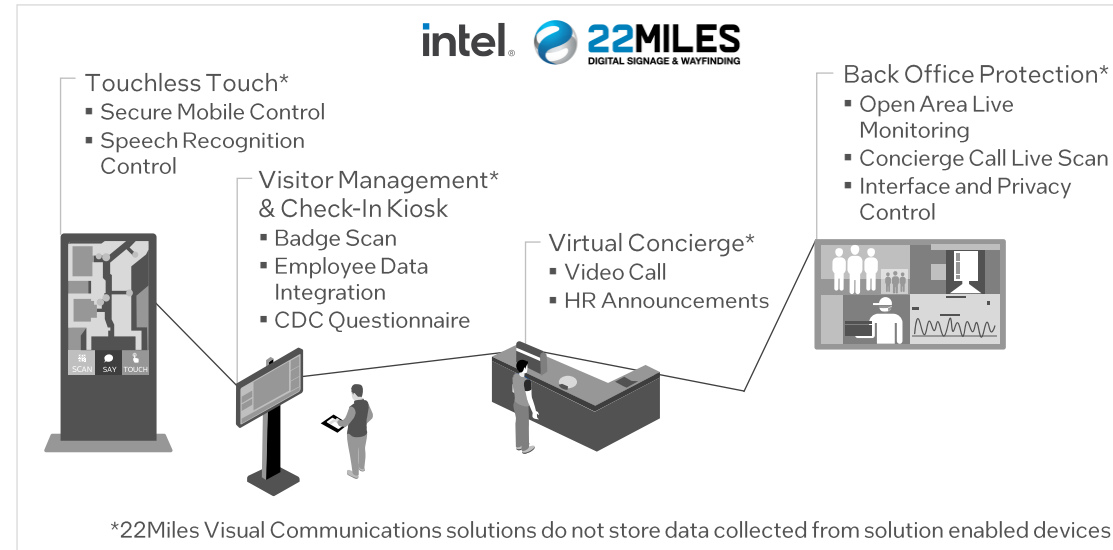 intel®
22MILES
DIGITAL SIGNAGE & WAYFINDING
Touchless Touch*
▪ Secure Mobile Control
▪ Speech Recognition
Control
Visitor Management*
& Check-In Kiosk
▪ Badge Scan
▪ Employee Data
Integration
▪ CDC Questionnaire
Virtual Concierge*
▪ Video Call
▪ HR Announcements
Back Office Protection*
▪ Open Area Live
Monitoring
▪ Concierge Call Live Scan
▪ Interface and Privacy
Control
SCAN SAY TOUCH
*22Miles Visual Communications solutions do not store data collected from solution enabled devices